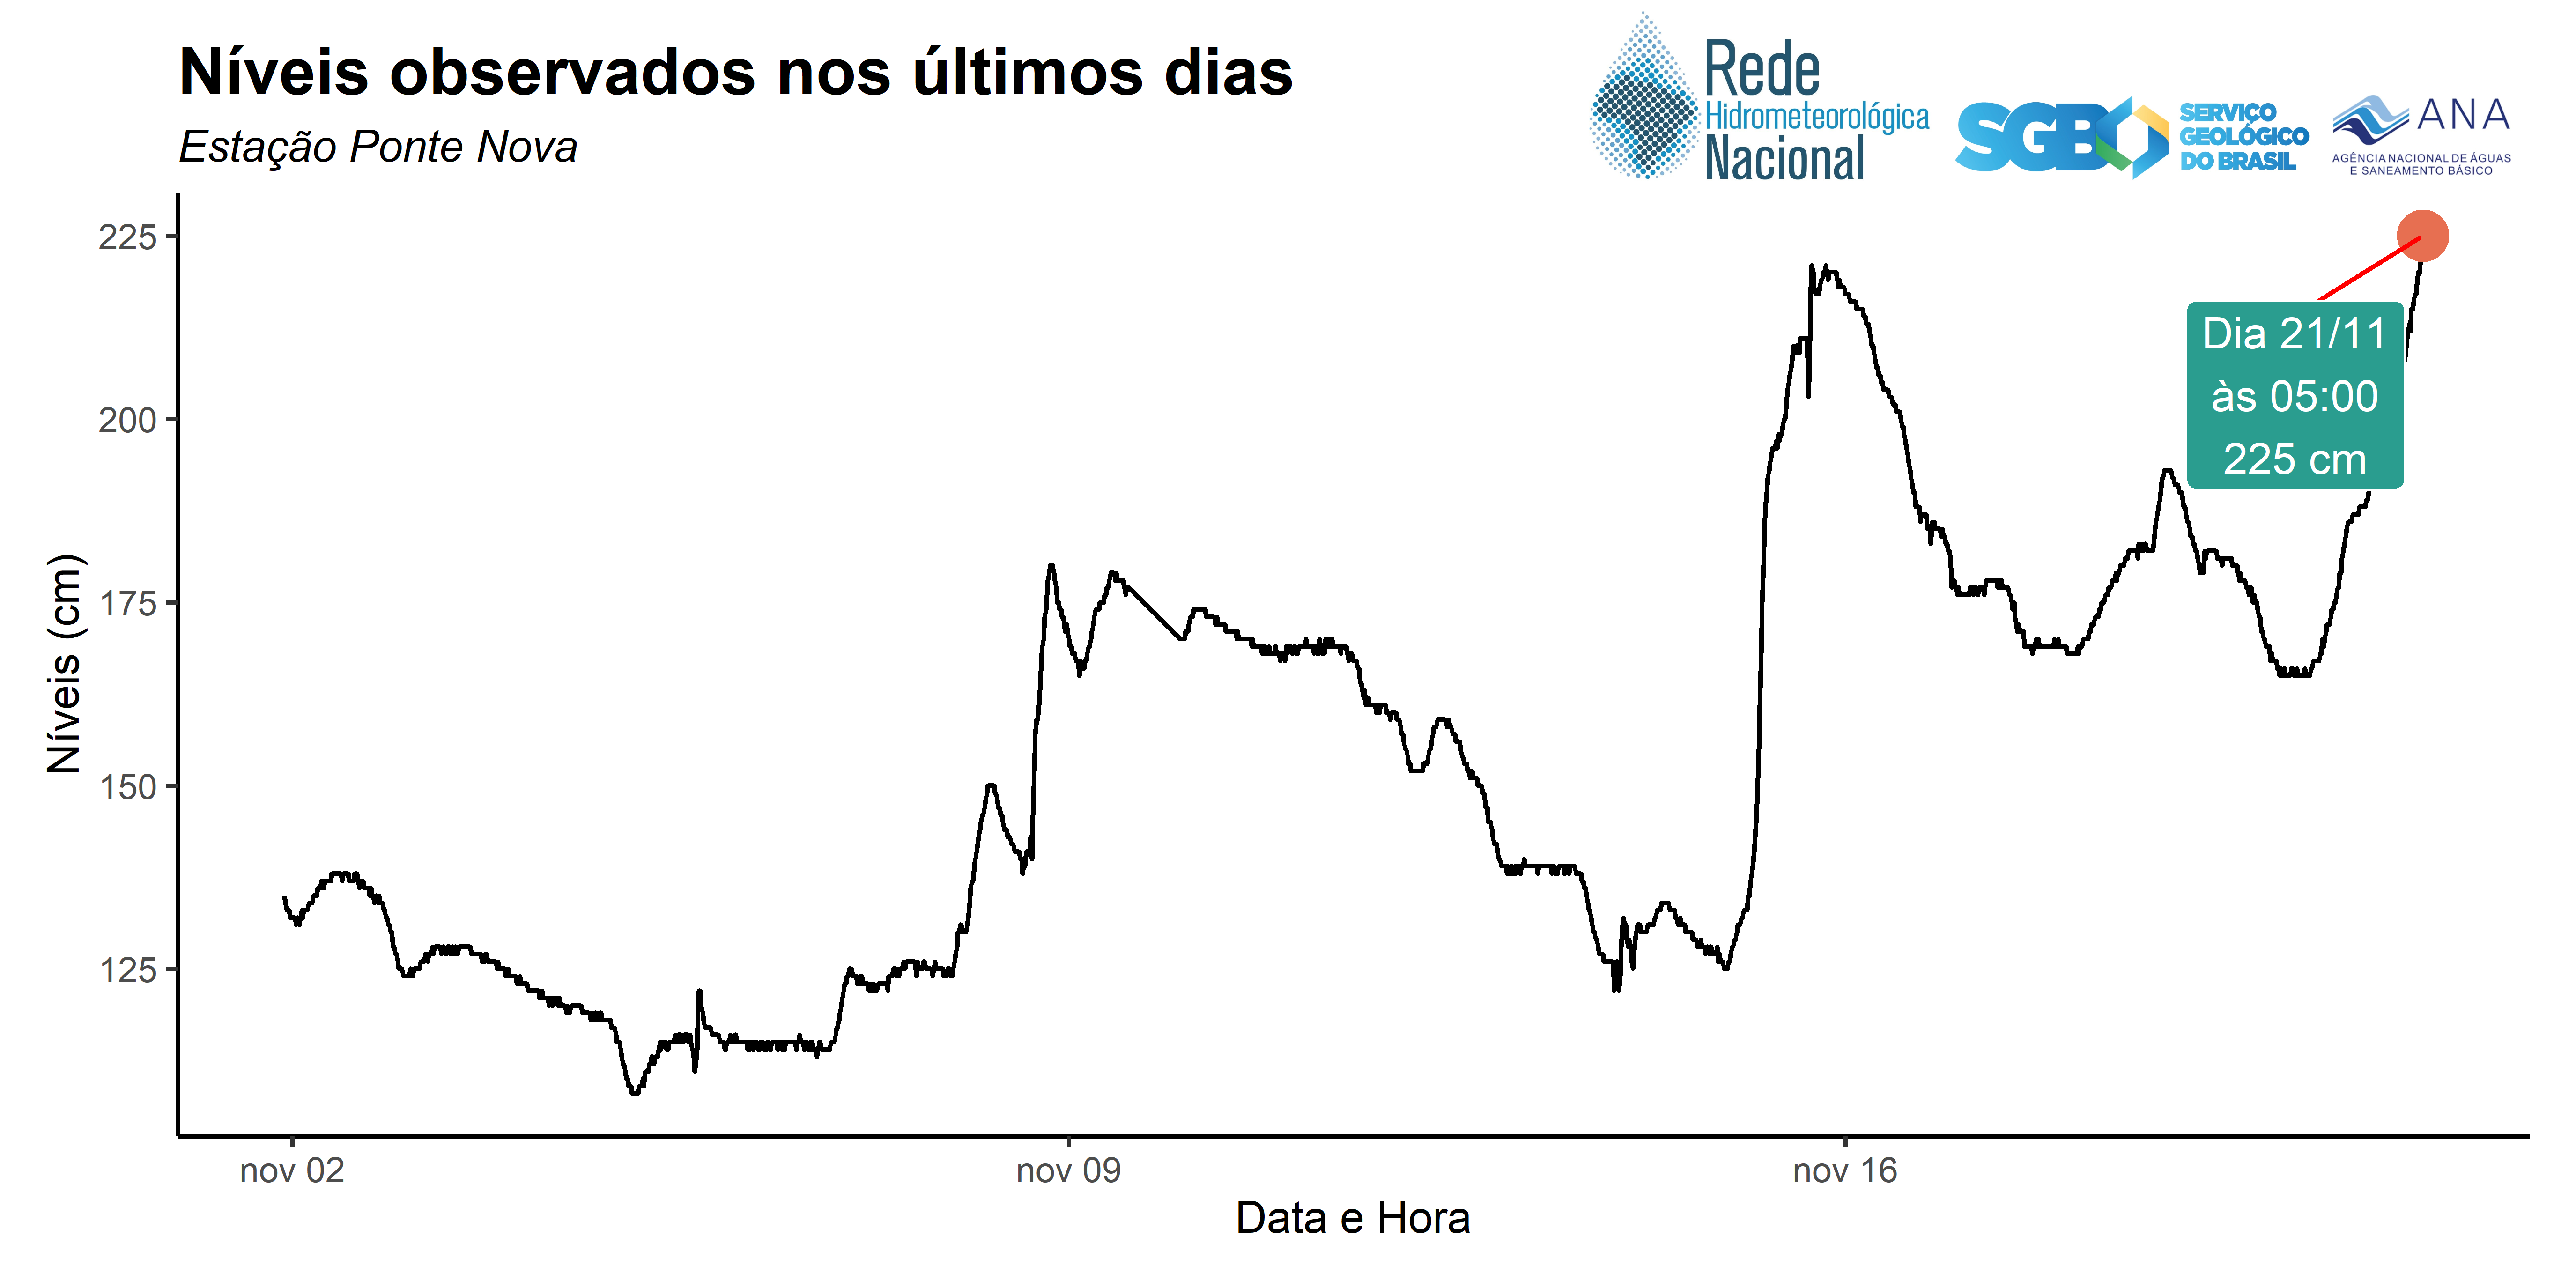 Níveis observados nos últimos dias
Estação Ponte Nova
Rede
Hidrometeorológica
Nacional
SGB
SERVIÇO
GEOLÓGICO
DO BRASIL
ANA
AGÊNCIA NACIONAL DE ÁGUAS
E SANEAMENTO BÁSICO
Níveis (cm)
225
200
175
150
125
Dia 21/11
às 05:00
225 cm
nov 02
nov 09
nov 16
Data e Hora